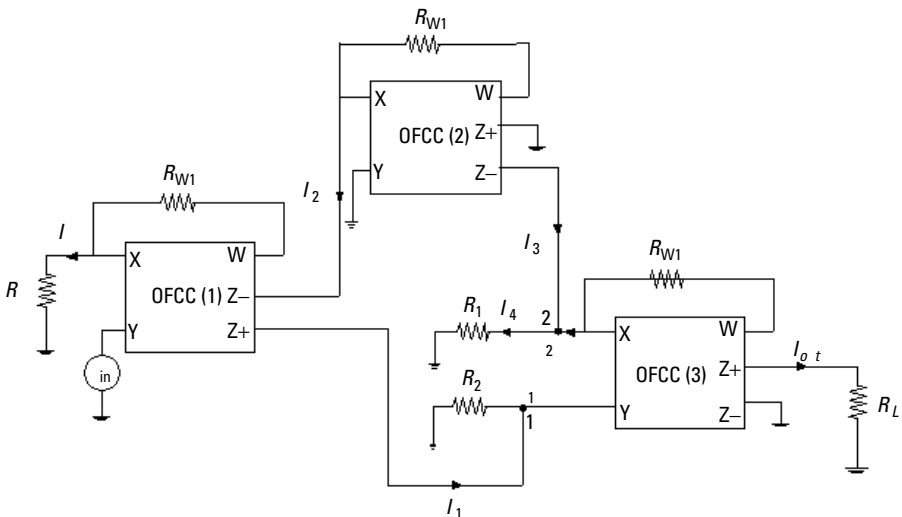 R_W1
X
W
OFCC (2)
Z+
Y
Z−
R_W1
I_2
I
I_3
R_W1
X
W
R
OFCC (1)
Z−
R_1
I_4
2
2
X
W
Y
Z+
I_o t
OFCC (3)
Z+
in
R_2
1
1
Y
Z−
R_L
I_1